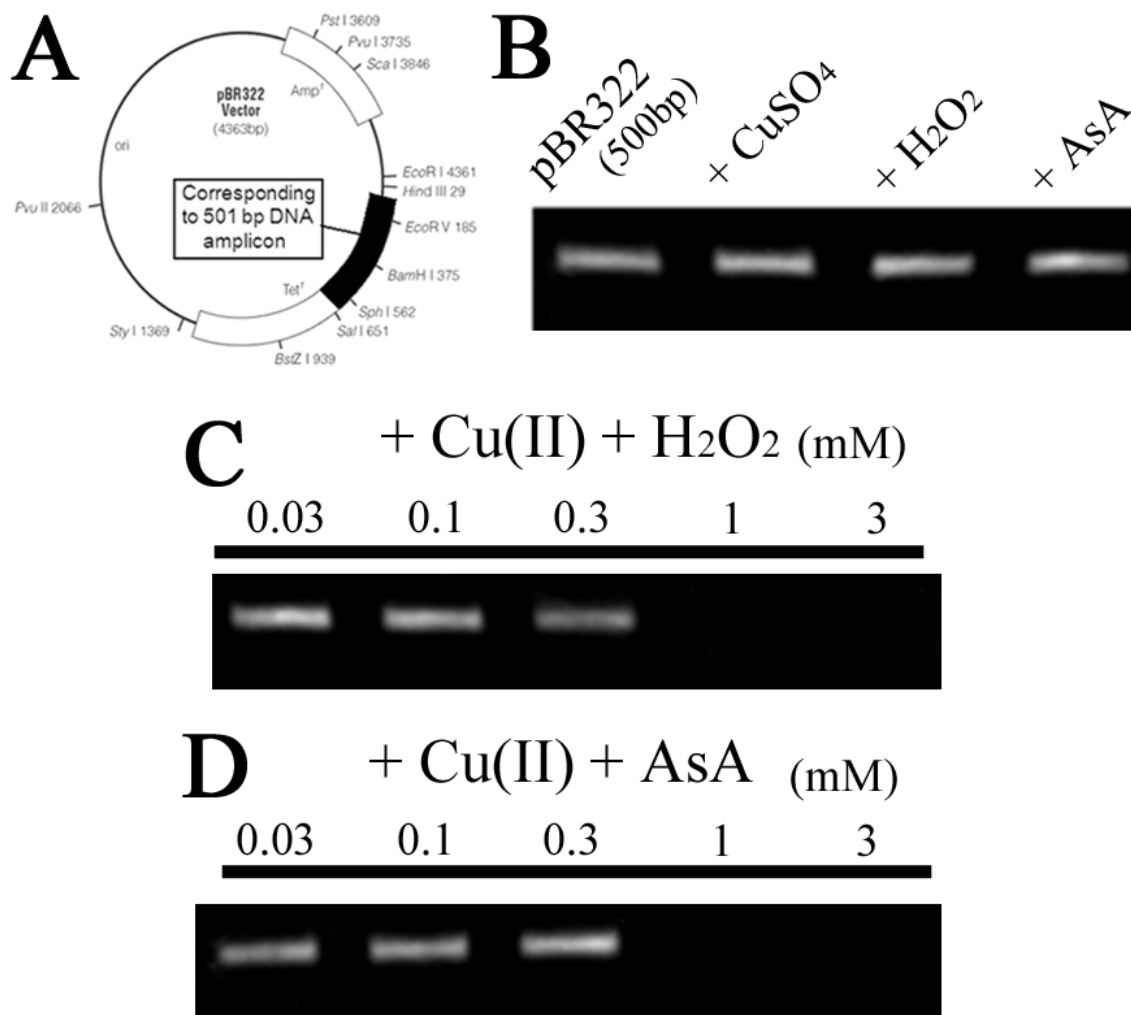 A
Pst I 3609
Pvu I 3735
Sca I 3846
Ampʳ
pBR322
Vector
(4363bp)
ori
EcoR I 4361
Hind III 29
Corresponding
to 501 bp DNA
amplicon
Pvu II 2066
EcoR V 185
BamH I 375
Tetʳ
Sph I 562
Sal I 651
Sty I 1369
BstZ I 939
B
pBR322
(500bp)
+ CuSO₄
+ H₂O₂
+ AsA
C
+ Cu(II) + H₂O₂ (mM)
0.03 0.1 0.3 1 3
D
+ Cu(II) + AsA (mM)
0.03 0.1 0.3 1 3